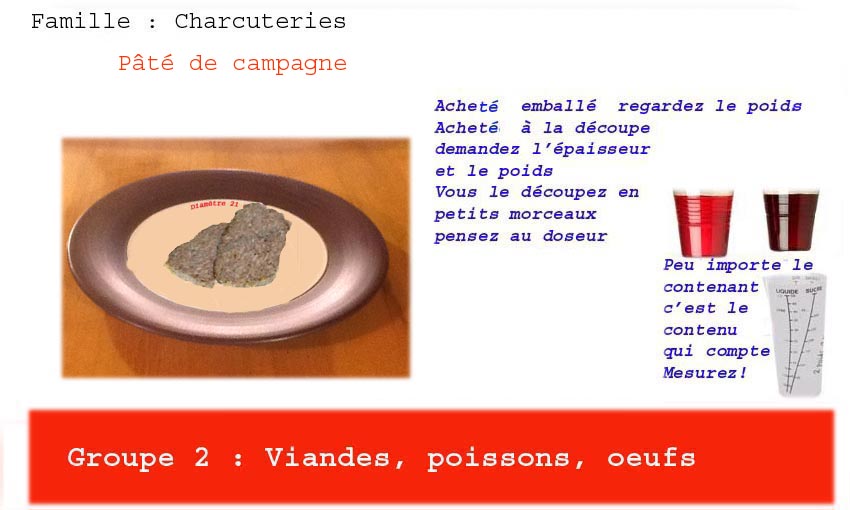 Famille : Charcuteries
Pâté de campagne
Acheté emballé regardez le poids
Acheté à la découpe
demandez l'épaisseur
et le poids
Vous le découpez en
petits morceaux
pensez au doseur
Diamètre 21
Peu importe le
contenant
c'est le
contenu
qui compte
Mesurez!
LIQUIDE SUCRE
Groupe 2 : Viandes, poissons, oeufs